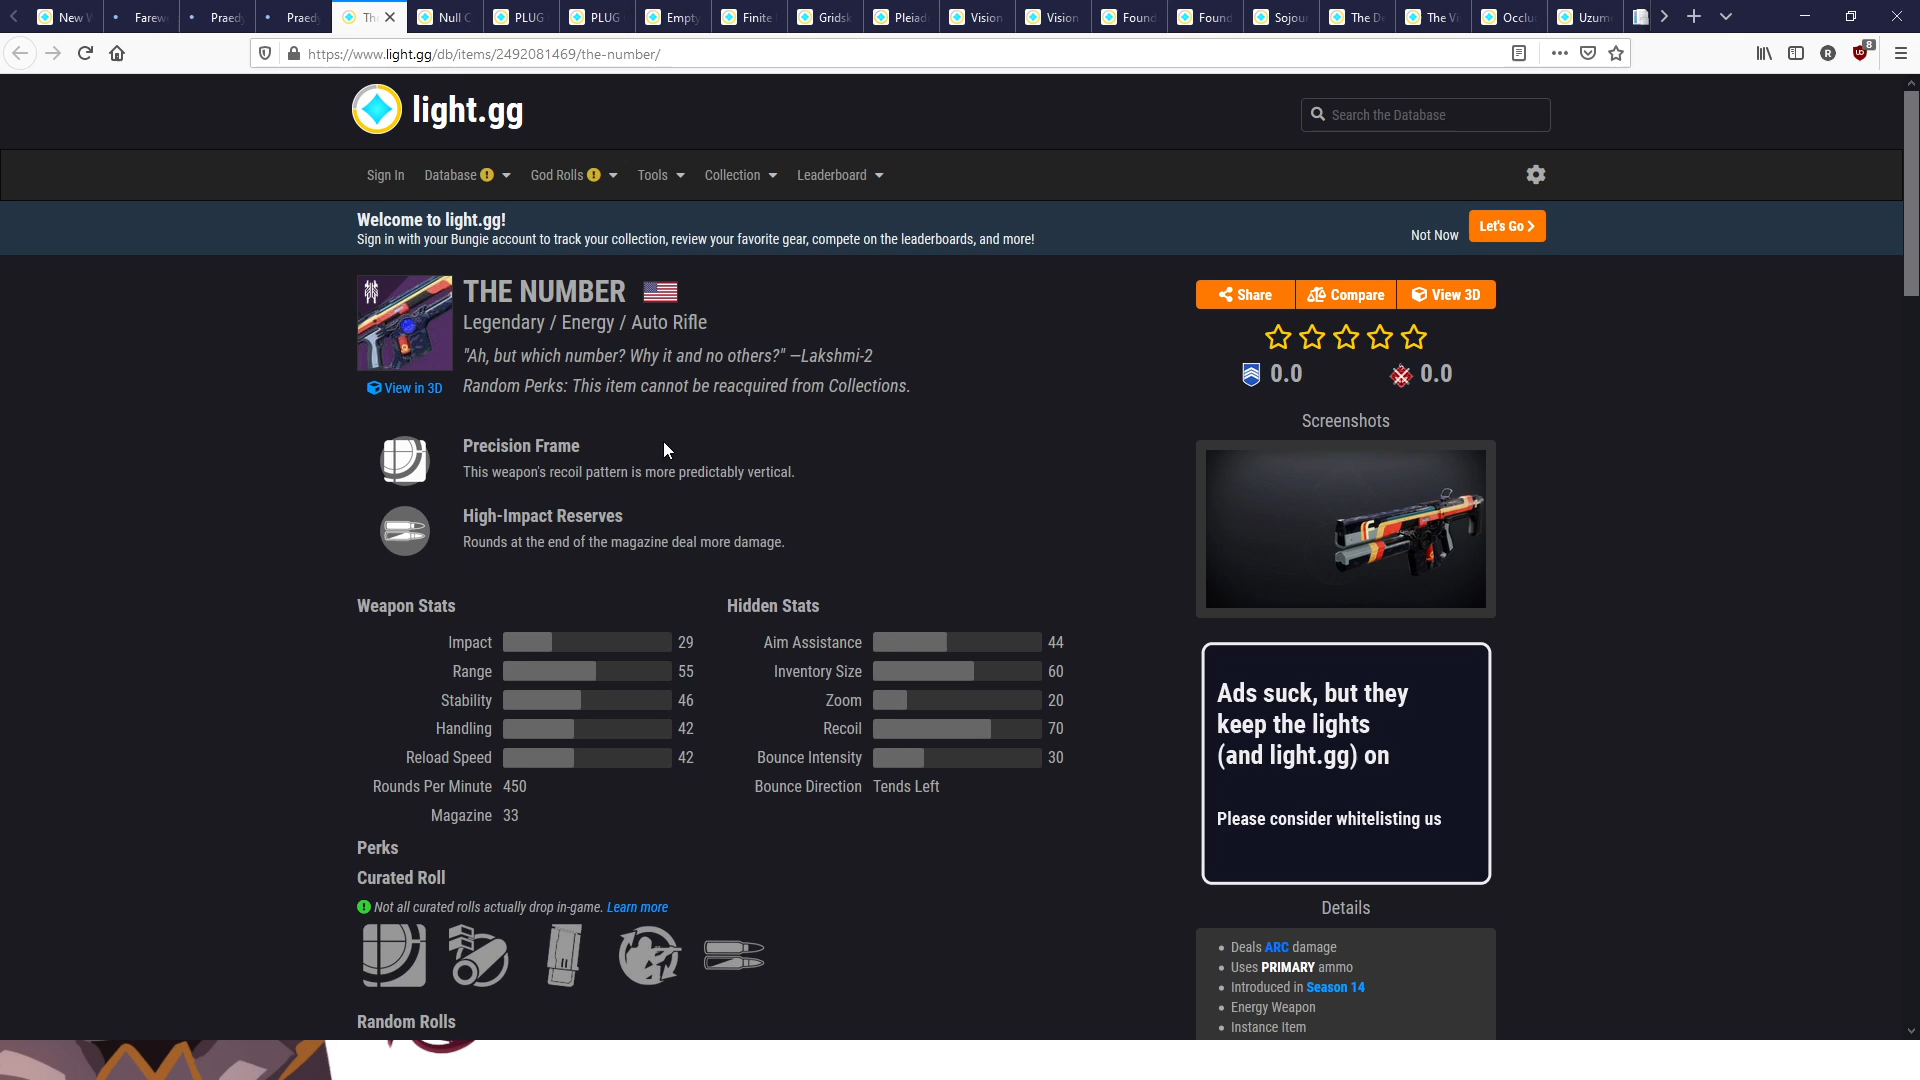 New
Farew
Praedy
Praedy
Th
Null C
PLUG
PLUG
Empty
Finite
Gridsk
Pleiad
Vision
Vision
Found
Found
Sojour
The D
The Vi
Occlu
Uzum
https://www.light.gg/db/items/2492081469/the-number/
8
light.gg
Search the Database
Sign In Database God Rolls Tools Collection Leaderboard
Welcome to light.gg!
Sign in with your Bungie account to track your collection, review your favorite gear, compete on the leaderboards, and more!
Not Now Let's Go
THE NUMBER
Legendary / Energy / Auto Rifle
"Ah, but which number? Why it and no others?" —Lakshmi-2
View in 3D
Random Perks: This item cannot be reacquired from Collections.
Share Compare View 3D
0.0 0.0
Screenshots
Precision Frame
This weapon's recoil pattern is more predictably vertical.
High-Impact Reserves
Rounds at the end of the magazine deal more damage.
Weapon Stats
Impact 29
Range 55
Stability 46
Handling 42
Reload Speed 42
Rounds Per Minute 450
Magazine 33
Hidden Stats
Aim Assistance 44
Inventory Size 60
Zoom 20
Recoil 70
Bounce Intensity 30
Bounce Direction Tends Left
Perks
Curated Roll
Not all curated rolls actually drop in-game. Learn more
Random Rolls
Ads suck, but they
keep the lights
(and light.gg) on
Please consider whitelisting us
Details
Deals ARC damage
Uses PRIMARY ammo
Introduced in Season 14
Energy Weapon
Instance Item